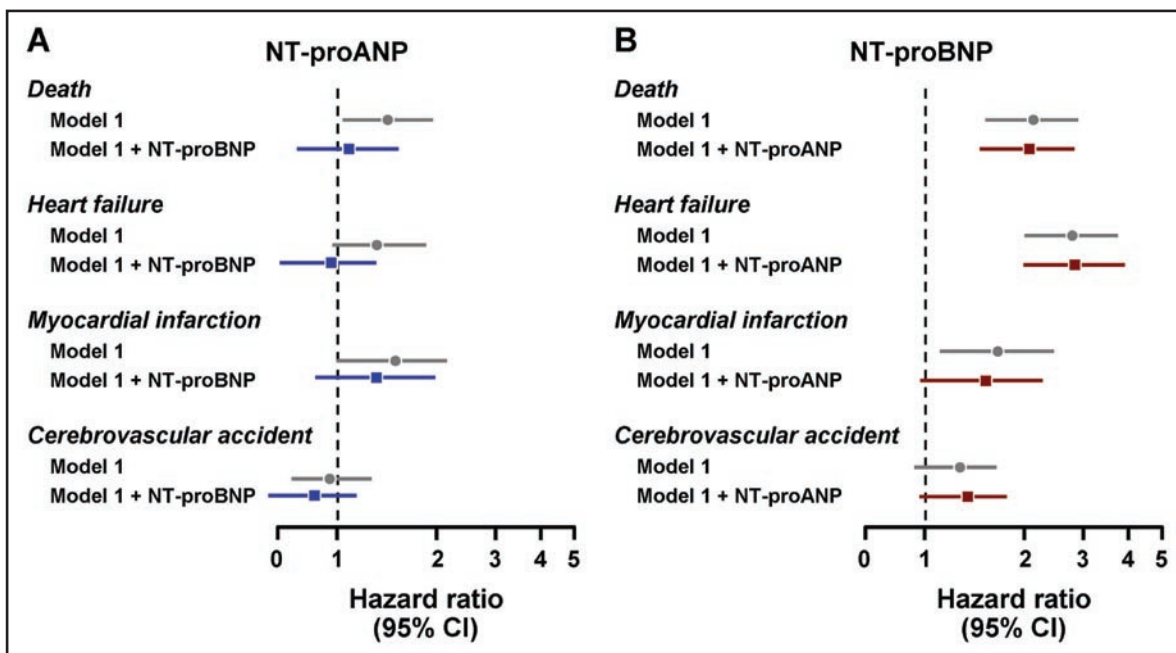 A
NT-proANP
Death
Model 1
Model 1 + NT-proBNP
Heart failure
Model 1
Model 1 + NT-proBNP
Myocardial infarction
Model 1
Model 1 + NT-proBNP
Cerebrovascular accident
Model 1
Model 1 + NT-proBNP
0 1 2 3 4 5
Hazard ratio
(95% CI)
B
NT-proBNP
Death
Model 1
Model 1 + NT-proANP
Heart failure
Model 1
Model 1 + NT-proANP
Myocardial infarction
Model 1
Model 1 + NT-proANP
Cerebrovascular accident
Model 1
Model 1 + NT-proANP
0 1 2 3 4 5
Hazard ratio
(95% CI)